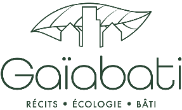 Gaïabati
RÉCITS • ÉCOLOGIE • BÂTI